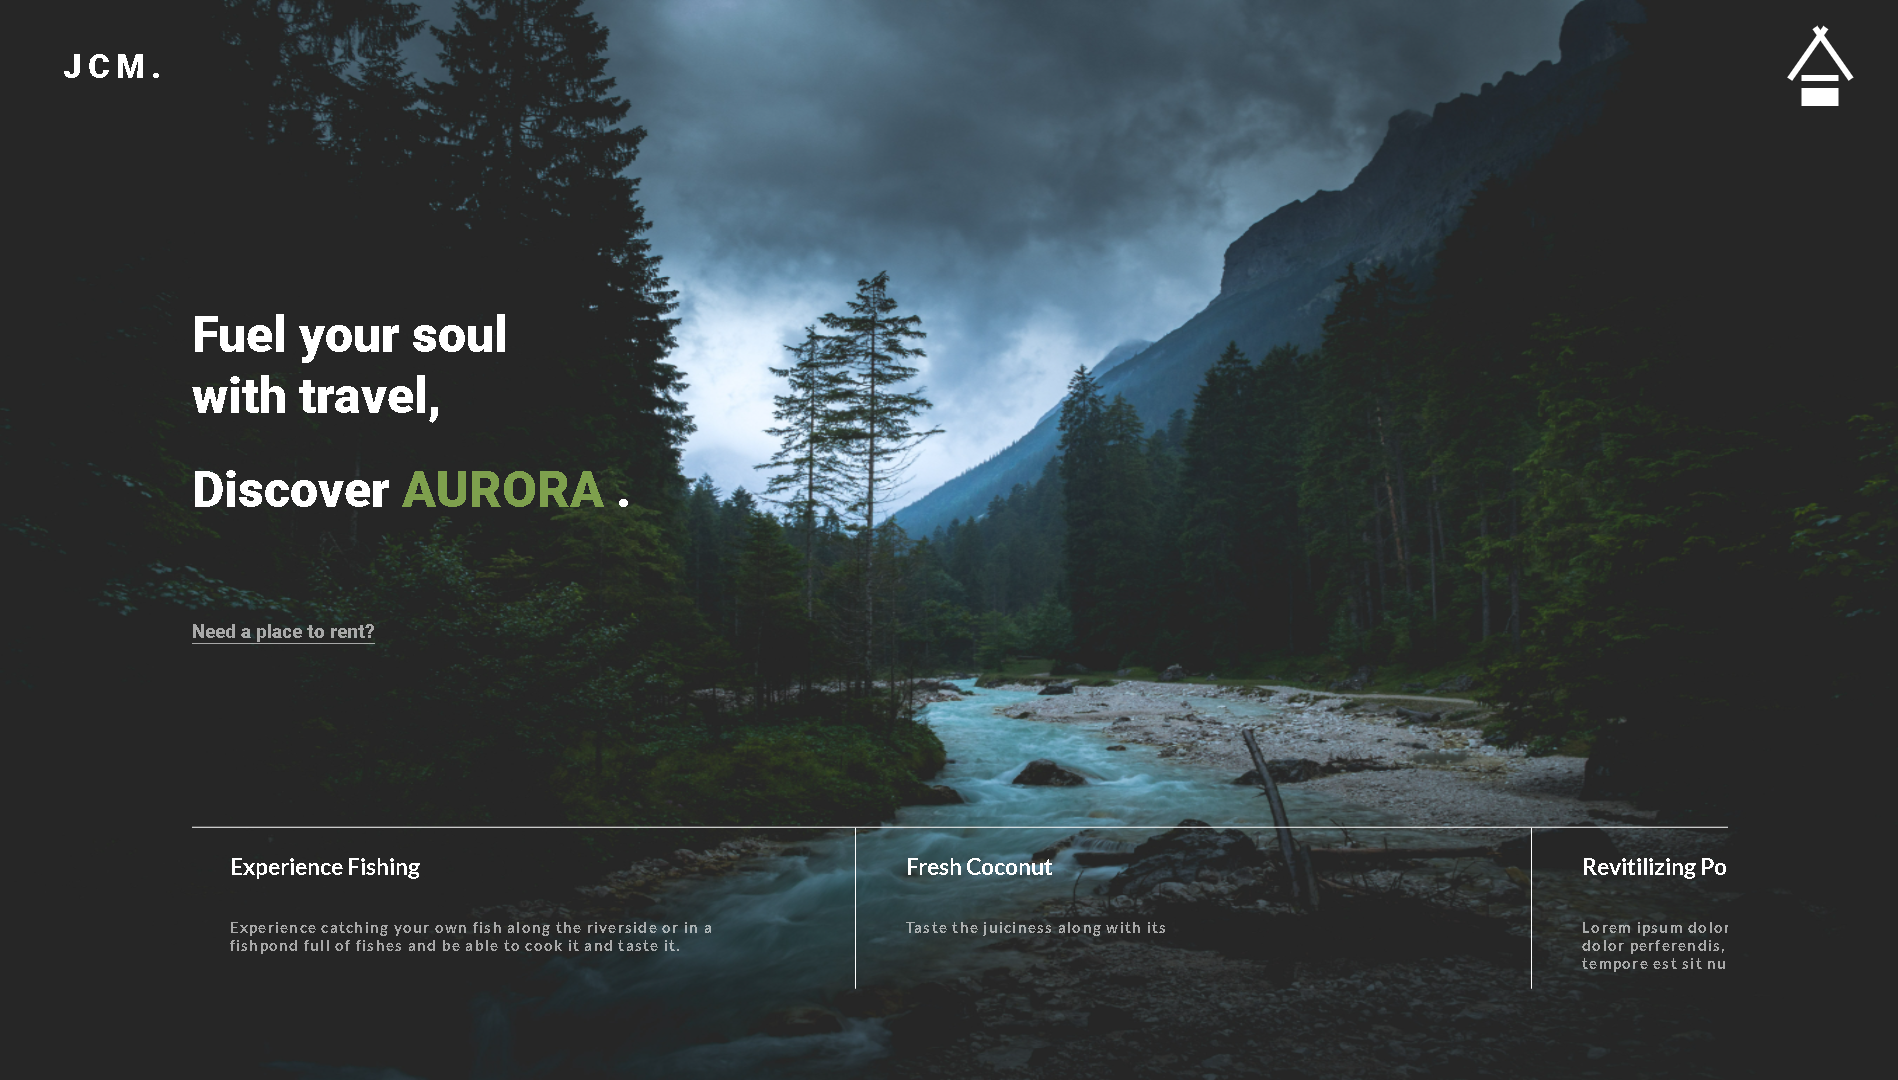 JCM.
Fuel your soul
with travel,
Discover AURORA .
Need a place to rent?
Experience Fishing
Experience catching your own fish along the riverside or in a
fishpond full of fishes and be able to cook it and taste it.
Fresh Coconut
Taste the juiciness along with its
Revitilizing Po
Lorem ipsum dolor
dolor perferendis,
tempore est sit nu